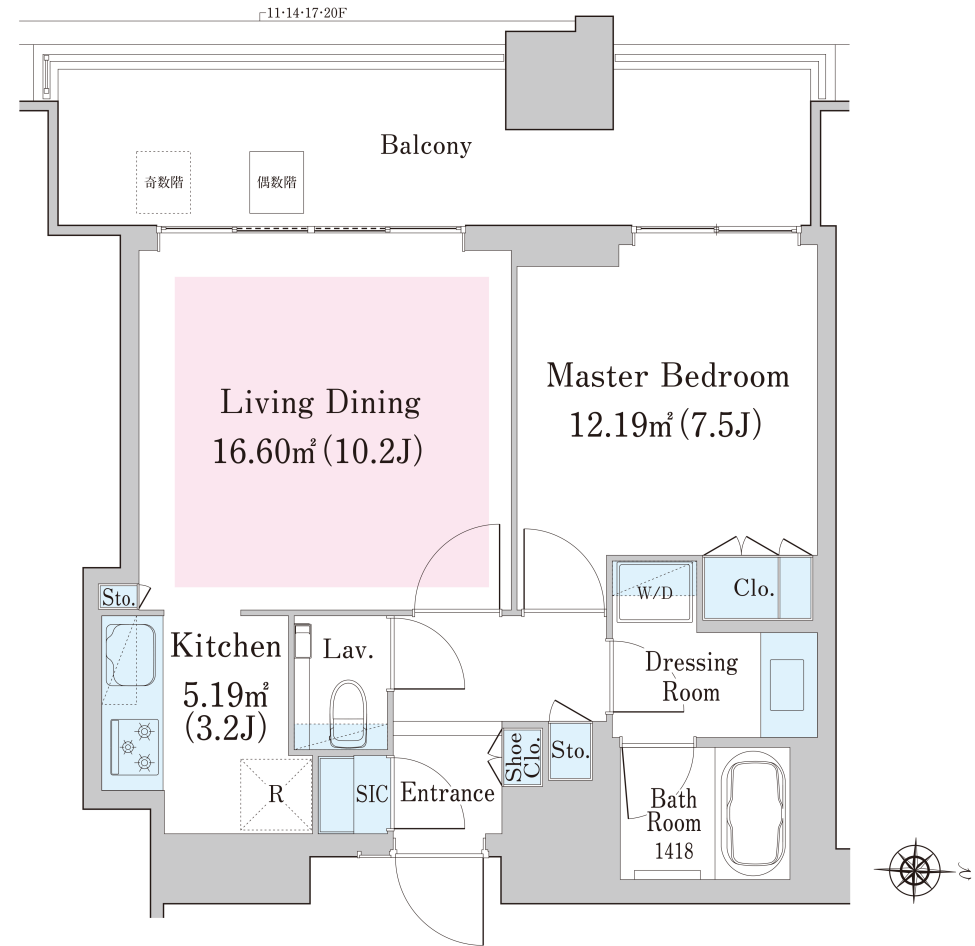 11・14・17・20F
Balcony
奇数階
偶数階
Living Dining
16.60㎡(10.2J)
Master Bedroom
12.19㎡(7.5J)
Sto.
W/D
Clo.
Kitchen
5.19㎡
(3.2J)
Lav.
Dressing
Room
Shoe
Clo.
Sto.
R
SIC
Entrance
Bath
Room
1418
N